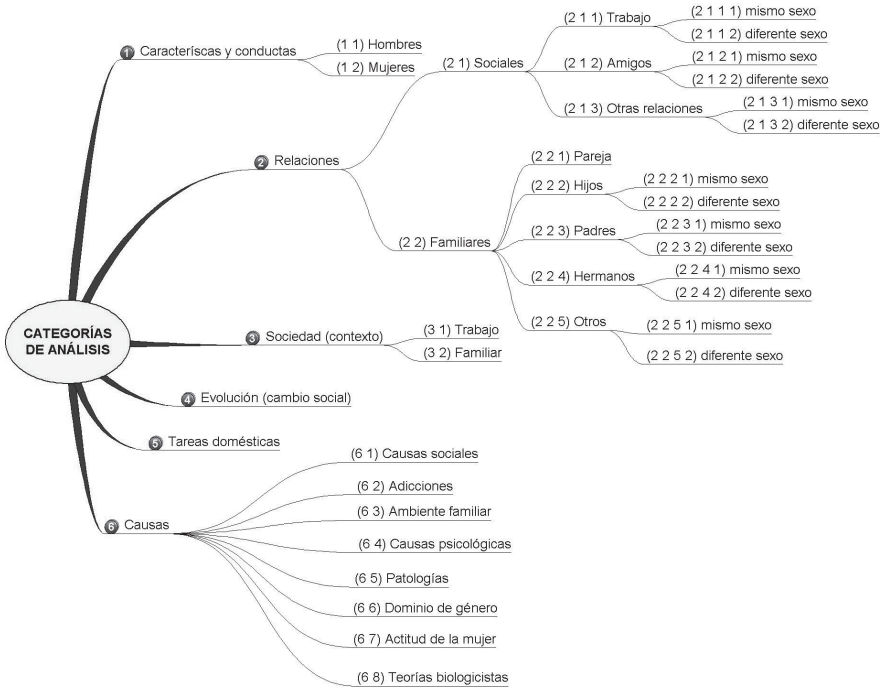 CATEGORÍAS
DE ANÁLISIS
1 Caracteríscas y conductas
(1 1) Hombres
(1 2) Mujeres
2 Relaciones
(2 1) Sociales
(2 1 1) Trabajo
(2 1 1 1) mismo sexo
(2 1 1 2) diferente sexo
(2 1 2) Amigos
(2 1 2 1) mismo sexo
(2 1 2 2) diferente sexo
(2 1 3) Otras relaciones
(2 1 3 1) mismo sexo
(2 1 3 2) diferente sexo
(2 2) Familiares
(2 2 1) Pareja
(2 2 2) Hijos
(2 2 2 1) mismo sexo
(2 2 2 2) diferente sexo
(2 2 3) Padres
(2 2 3 1) mismo sexo
(2 2 3 2) diferente sexo
(2 2 4) Hermanos
(2 2 4 1) mismo sexo
(2 2 4 2) diferente sexo
(2 2 5) Otros
(2 2 5 1) mismo sexo
(2 2 5 2) diferente sexo
3 Sociedad (contexto)
(3 1) Trabajo
(3 2) Familiar
4 Evolución (cambio social)
5 Tareas domésticas
6 Causas
(6 1) Causas sociales
(6 2) Adicciones
(6 3) Ambiente familiar
(6 4) Causas psicológicas
(6 5) Patologías
(6 6) Dominio de género
(6 7) Actitud de la mujer
(6 8) Teorías biologicistas